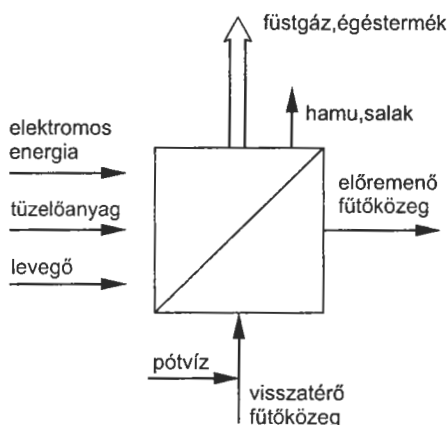 füstgáz,égéstermék
hamu,salak
elektromos
energia
tüzelőanyag
levegő
előremenő
fűtőközeg
pótvíz
visszatérő
fűtőközeg